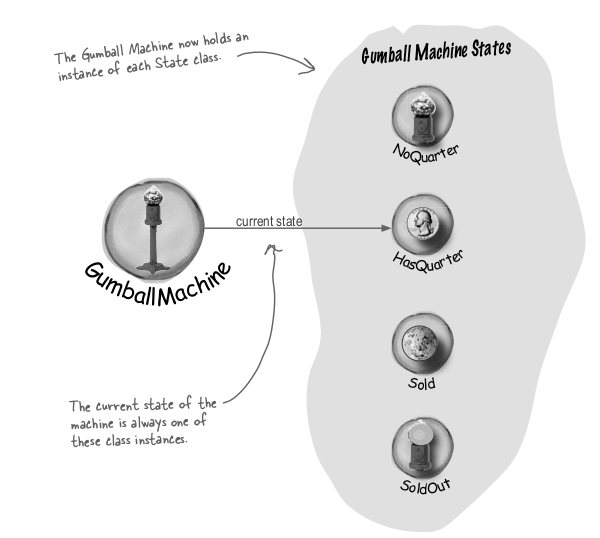 The Gumball Machine now holds an
instance of each State class.
Gumball Machine States
NoQuarter
current state
HasQuarter
GumballMachine
Sold
The current state of the
machine is always one of
these class instances.
SoldOut